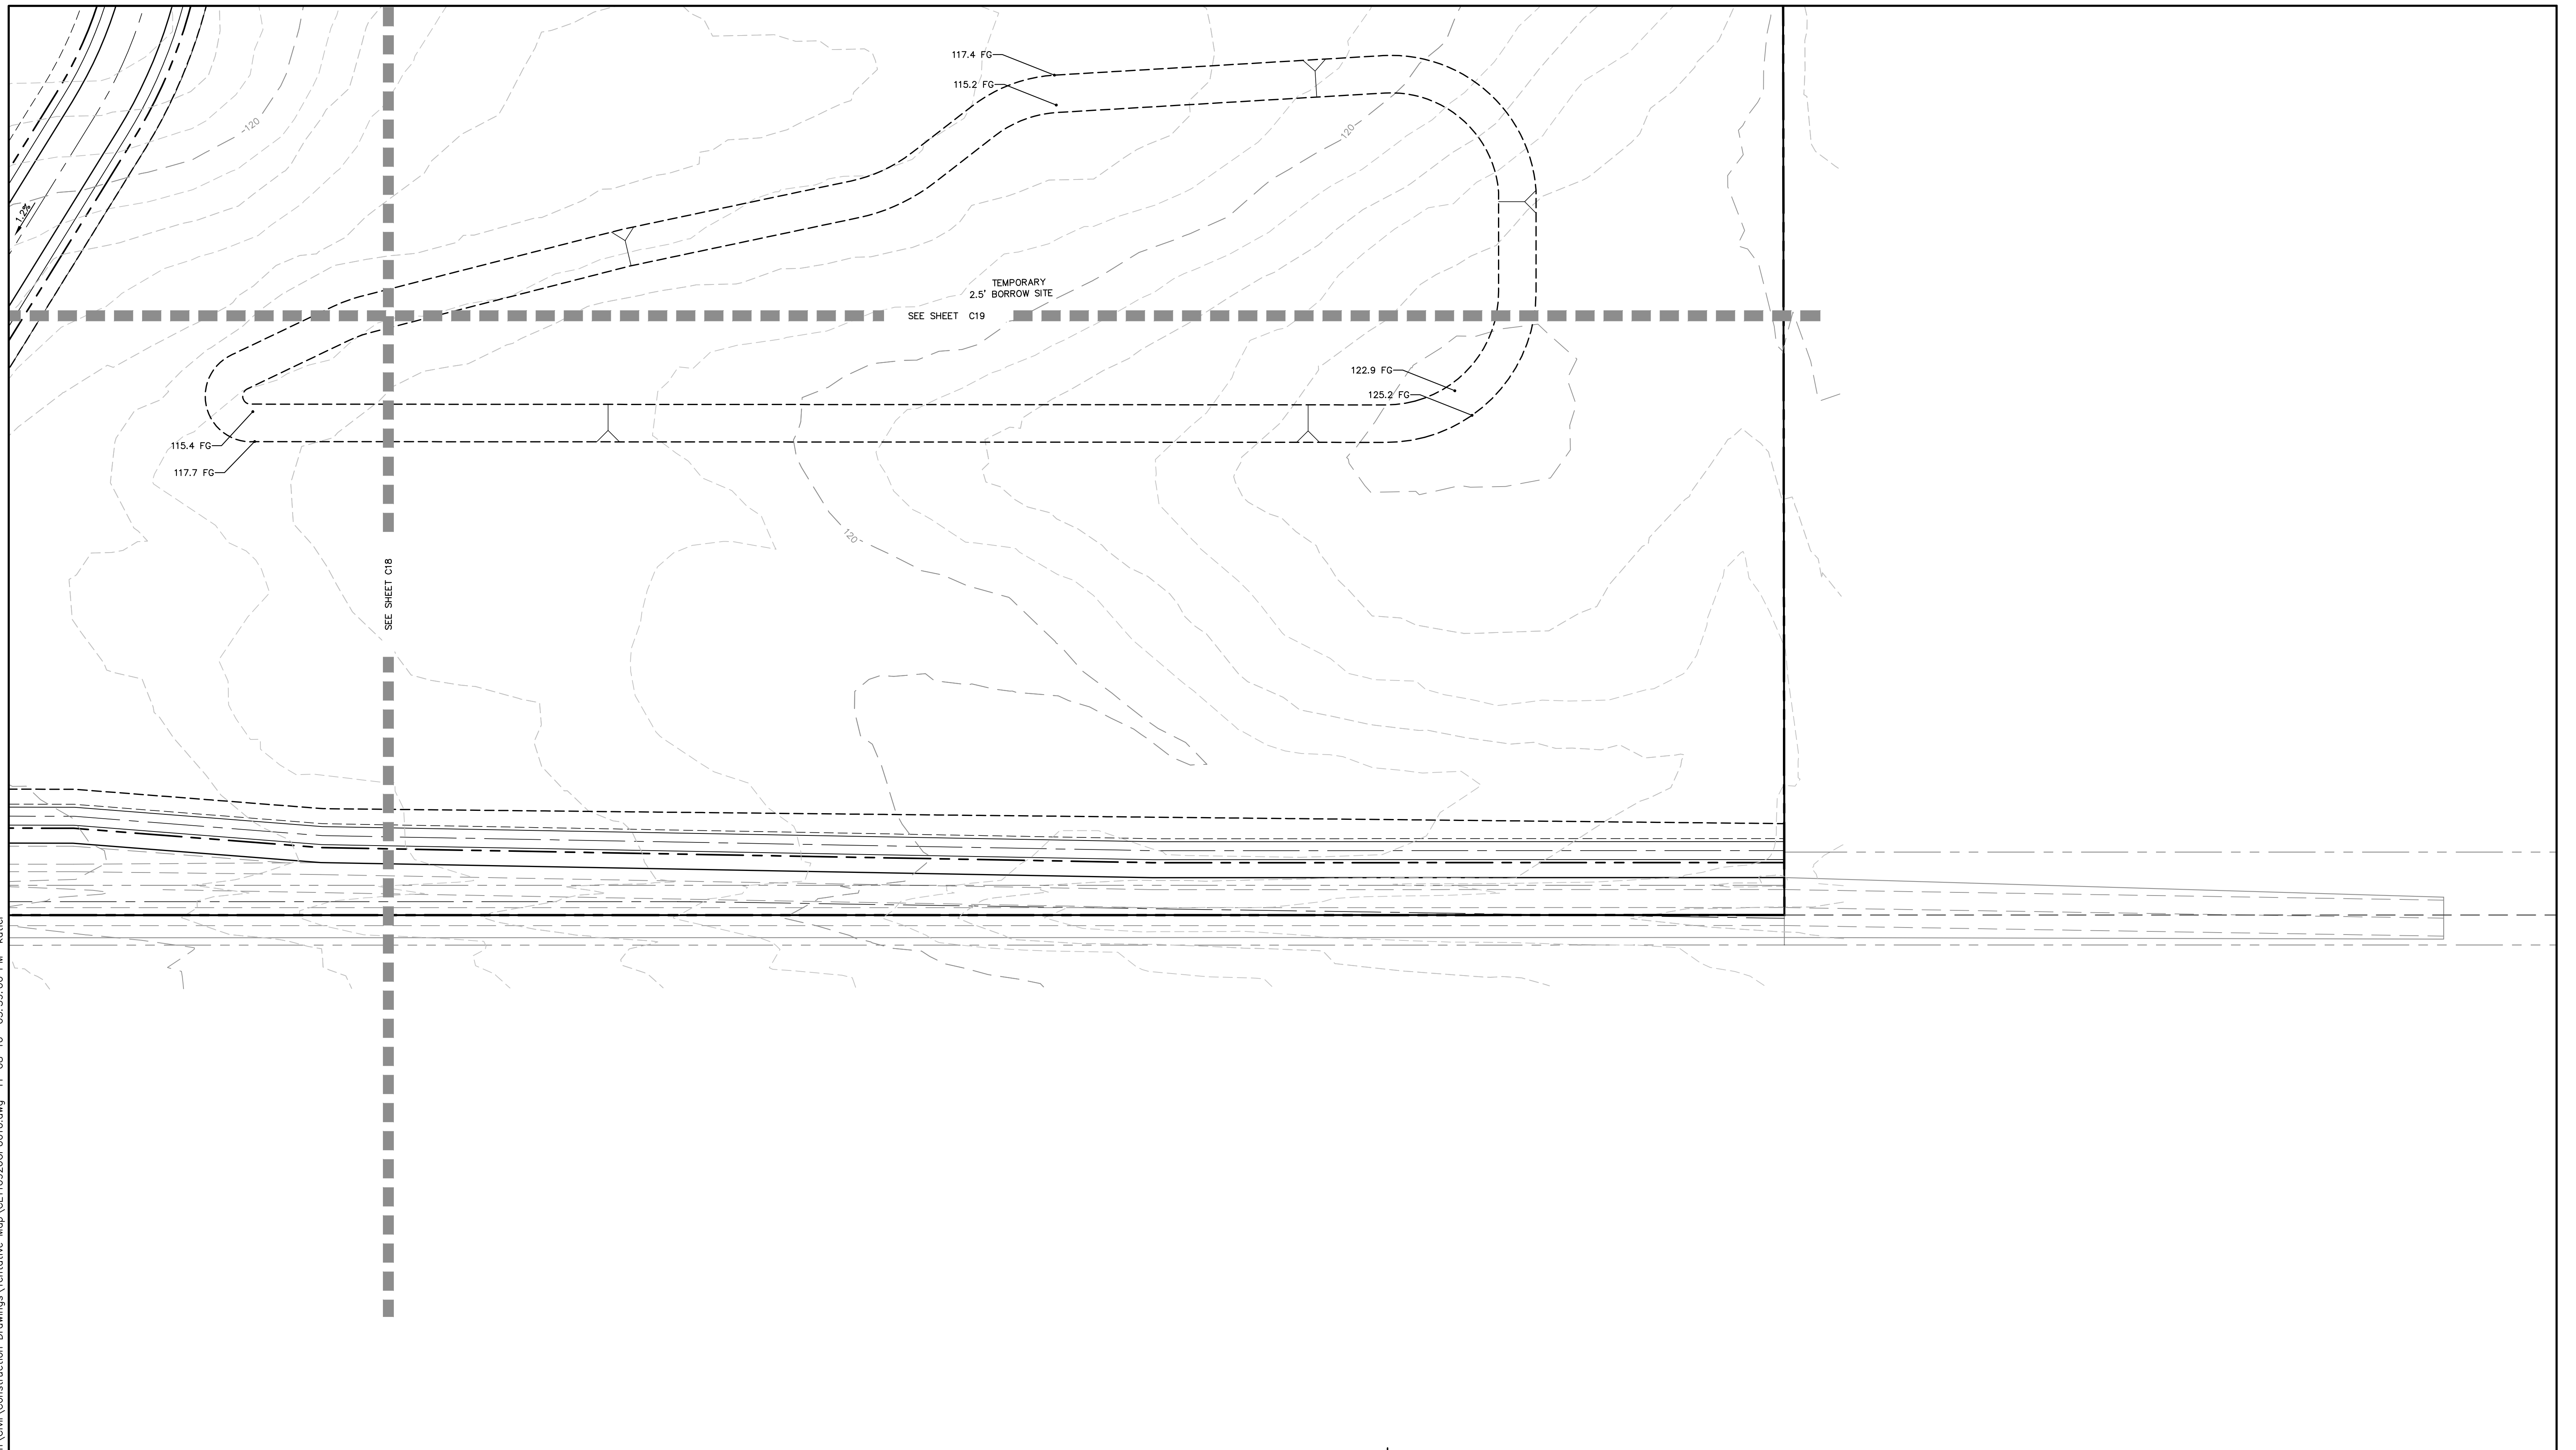 117.4 FG
115.2 FG
120
120
1.2%
TEMPORARY
2.5' BORROW SITE
SEE SHEET C19
122.9 FG
125.2 FG
115.4 FG
117.7 FG
120
SEE SHEET C18